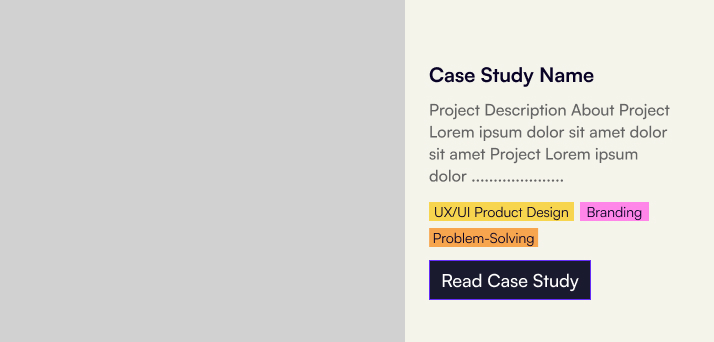 Case Study Name
Project Description About Project
Lorem ipsum dolor sit amet dolor
sit amet Project Lorem ipsum
dolor .....................
UX/UI Product Design Branding
Problem-Solving
Read Case Study